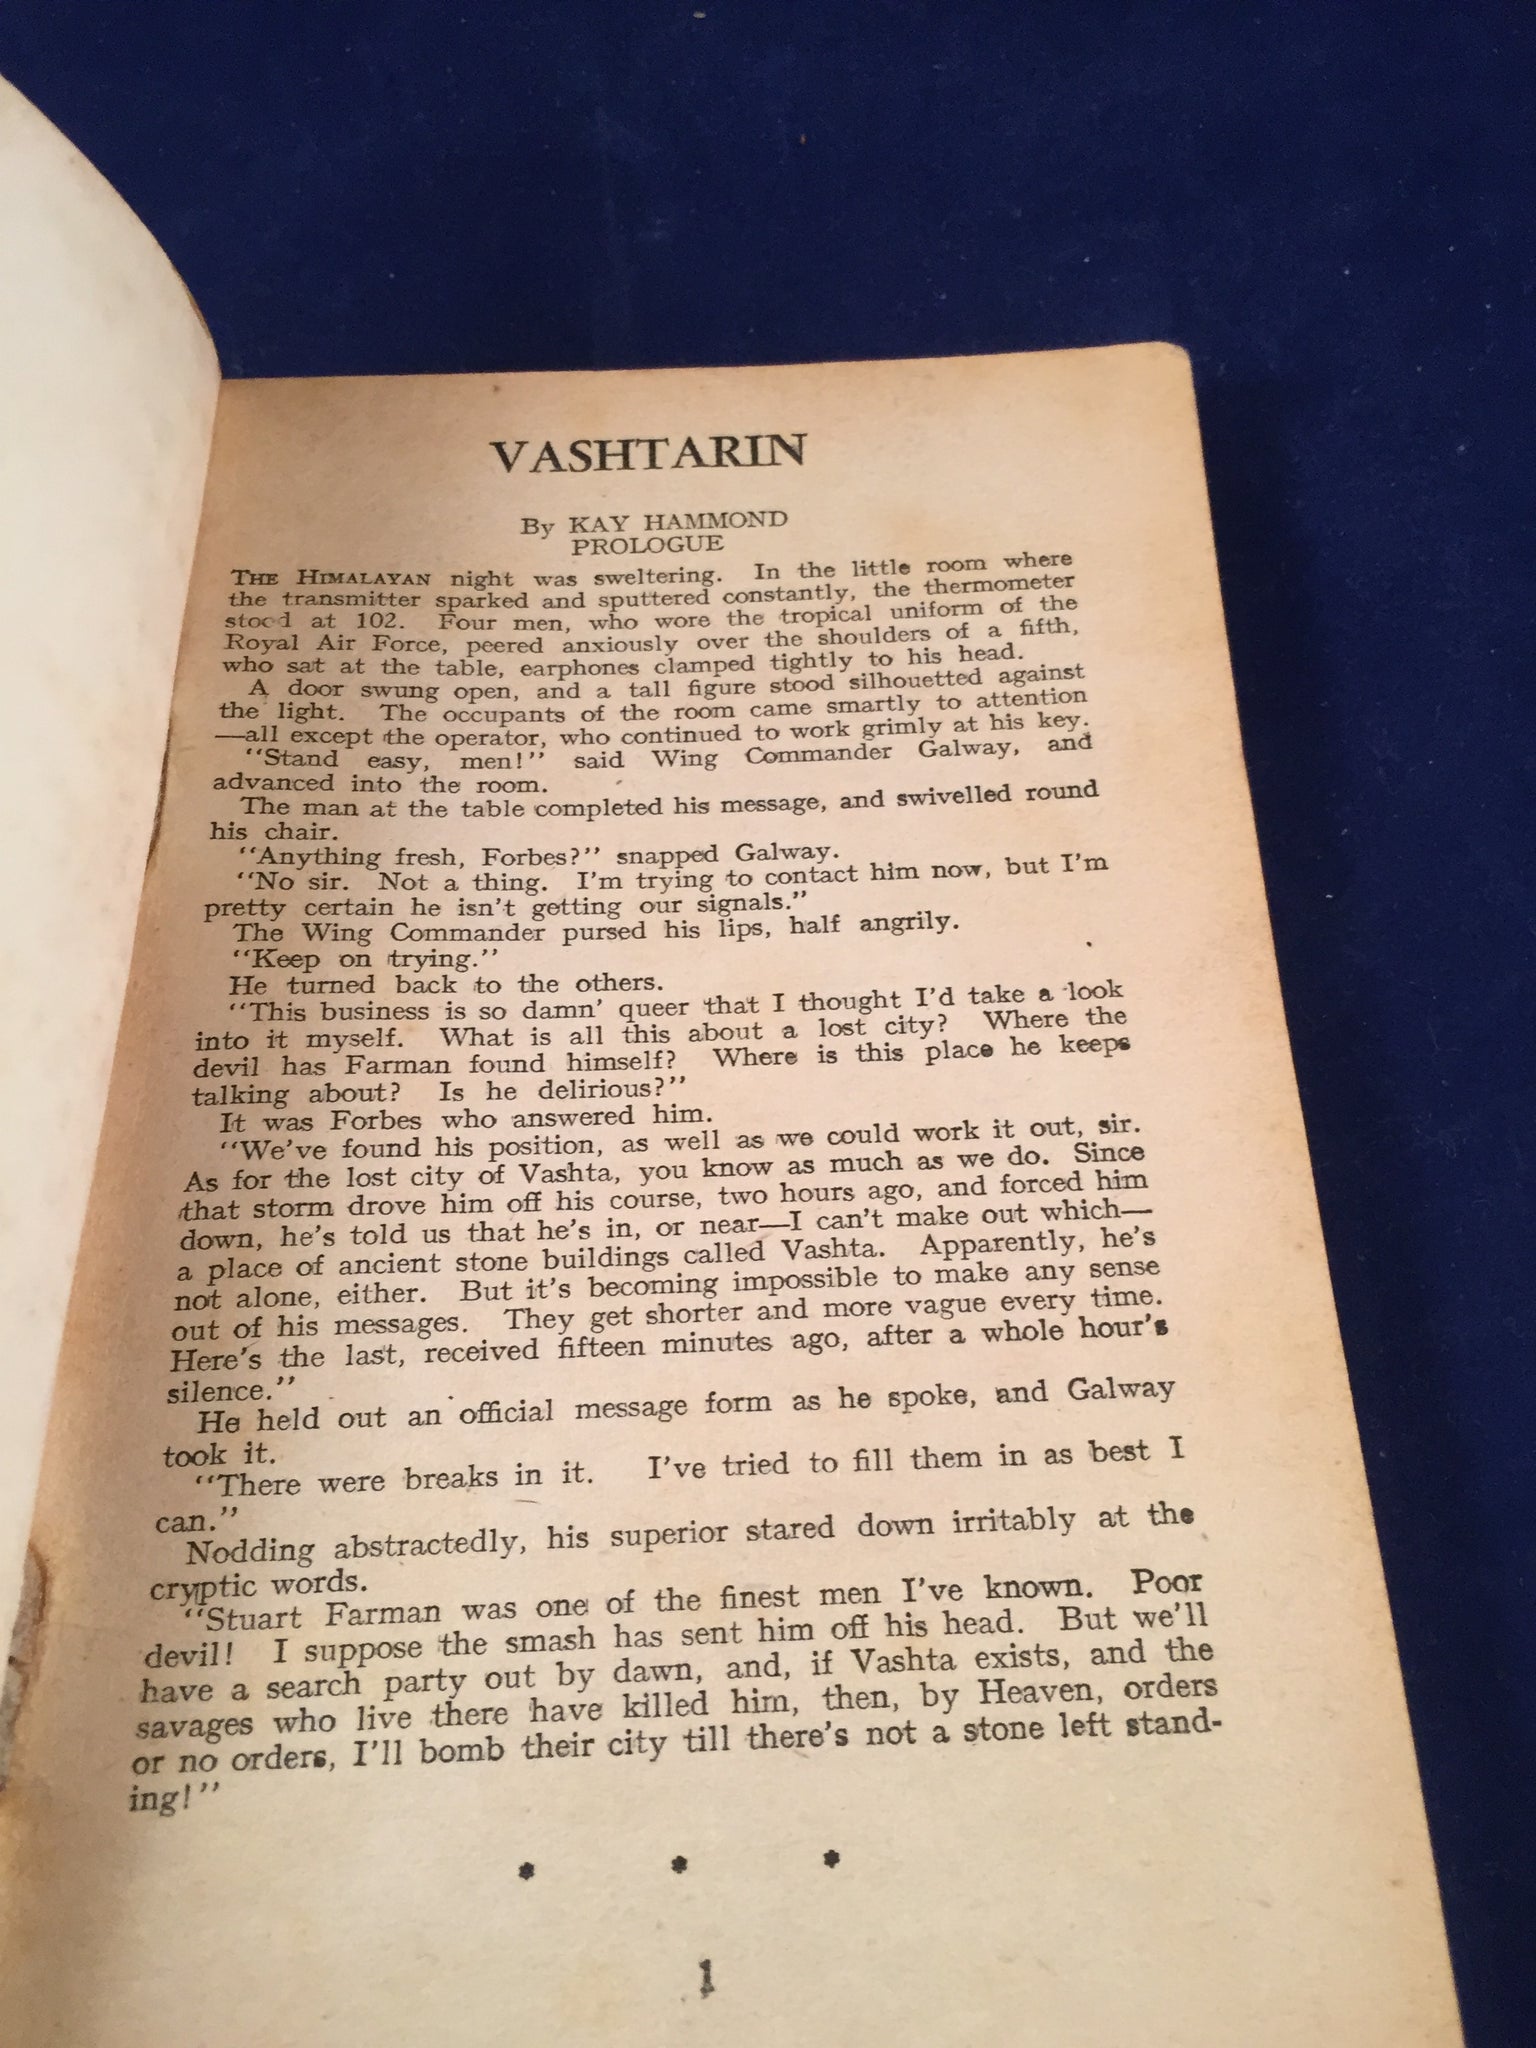 VASHTARIN
By KAY HAMMOND
PROLOGUE
THE HIMALAYAN night was sweltering. In the little room where
the transmitter sparked and sputtered constantly, the thermometer
stood at 102. Four men, who wore the tropical uniform of the
Royal Air Force, peered anxiously over the shoulders of a fifth,
who sat at the table, earphones clamped tightly to his head.
A door swung open, and a tall figure stood silhouetted against
the light. The occupants of the room came smartly to attention
—all except the operator, who continued to work grimly at his key.
"Stand easy, men!" said Wing Commander Galway, and
advanced into the room.
The man at the table completed his message, and swivelled round
his chair.
"Anything fresh, Forbes?" snapped Galway.
"No sir. Not a thing. I'm trying to contact him now, but I'm
pretty certain he isn't getting our signals."
The Wing Commander pursed his lips, half angrily.
"Keep on trying."
He turned back to the others.
"This business is so damn' queer that I thought I'd take a look
into it myself. What is all this about a lost city? Where the
devil has Farman found himself? Where is this place he keeps
talking about? Is he delirious?"
It was Forbes who answered him.
"We've found his position, as well as we could work it out, sir.
As for the lost city of Vashta, you know as much as we do. Since
that storm drove him off his course, two hours ago, and forced him
down, he's told us that he's in, or near—I can't make out which—
a place of ancient stone buildings called Vashta. Apparently, he's
not alone, either. But it's becoming impossible to make any sense
out of his messages. They get shorter and more vague every time.
Here's the last, received fifteen minutes ago, after a whole hour's
silence."
He held out an official message form as he spoke, and Galway
took it.
"There were breaks in it. I've tried to fill them in as best I
can."
Nodding abstractedly, his superior stared down irritably at the
cryptic words.
"Stuart Farman was one of the finest men I've known. Poor
devil! I suppose the smash has sent him off his head. But we'll
have a search party out by dawn, and, if Vashta exists, and the
savages who live there have killed him, then, by Heaven, orders
or no orders, I'll bomb their city till there's not a stone left stand-
ing!"
* * *
1